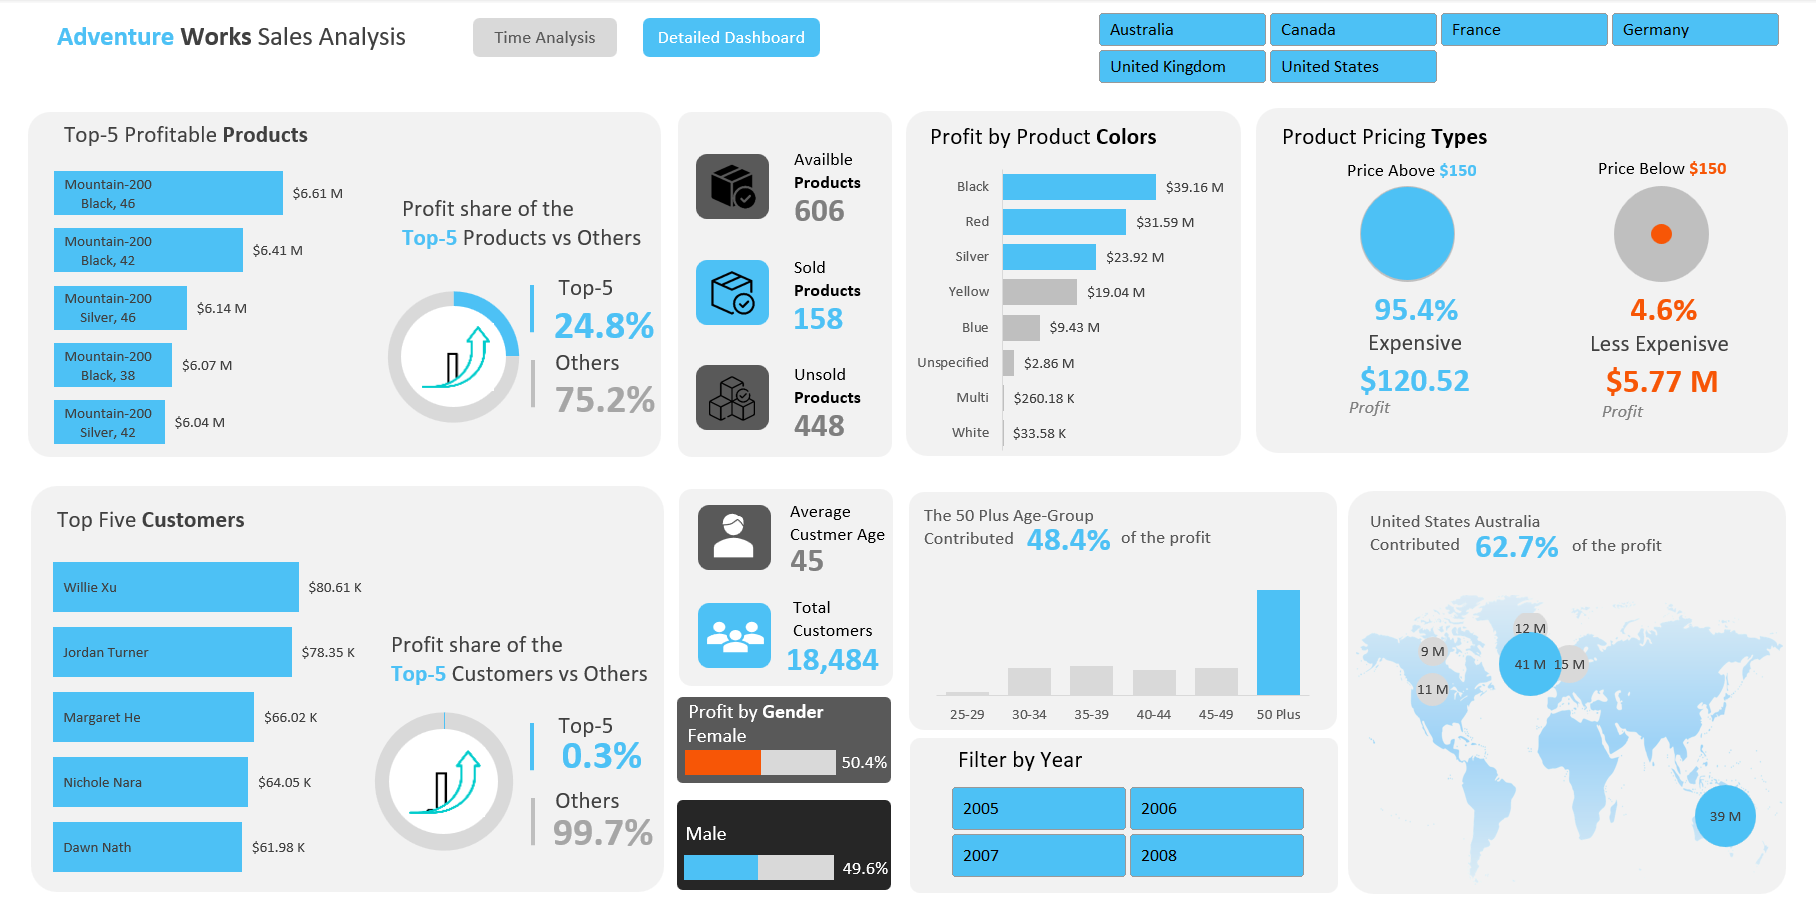 Adventure Works Sales Analysis
Time Analysis
Detailed Dashboard
Australia
Canada
France
Germany
United Kingdom
United States
Top-5 Profitable Products
Mountain-200
Black, 46
$6.61 M
Mountain-200
Black, 42
$6.41 M
Mountain-200
Silver, 46
$6.14 M
Mountain-200
Black, 38
$6.07 M
Mountain-200
Silver, 42
$6.04 M
Profit share of the
Top-5 Products vs Others
Top-5
24.8%
Others
75.2%
Availble
Products
606
Sold
Products
158
Unsold
Products
448
Profit by Product Colors
Black $39.16 M
Red $31.59 M
Silver $23.92 M
Yellow $19.04 M
Blue $9.43 M
Unspecified $2.86 M
Multi $260.18 K
White $33.58 K
Product Pricing Types
Price Above $150
95.4%
Expensive
$120.52
Profit
Price Below $150
4.6%
Less Expenisve
$5.77 M
Profit
Top Five Customers
Willie Xu $80.61 K
Jordan Turner $78.35 K
Margaret He $66.02 K
Nichole Nara $64.05 K
Dawn Nath $61.98 K
Profit share of the
Top-5 Customers vs Others
Top-5
0.3%
Others
99.7%
Average
Custmer Age
45
Total
Customers
18,484
Profit by Gender
Female
50.4%
Male
49.6%
The 50 Plus Age-Group
Contributed 48.4% of the profit
25-29 30-34 35-39 40-44 45-49 50 Plus
Filter by Year
2005
2006
2007
2008
United States Australia
Contributed 62.7% of the profit
12 M
9 M
41 M
15 M
11 M
39 M